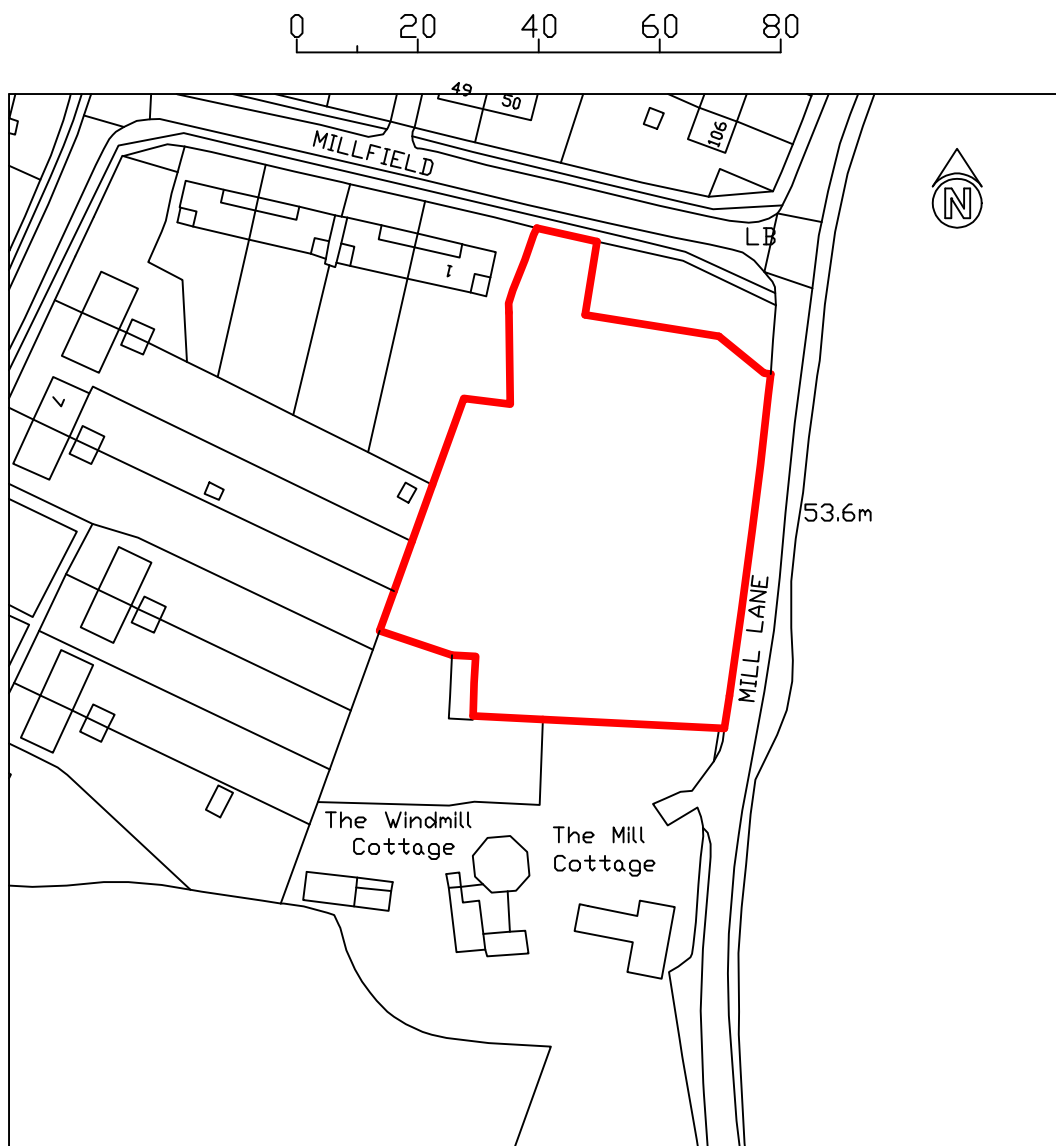 0 20 40 60 80
49
50
106
MILLFIELD
N
LB
1
7
53.6m
MILL LANE
The Windmill
Cottage
The Mill
Cottage